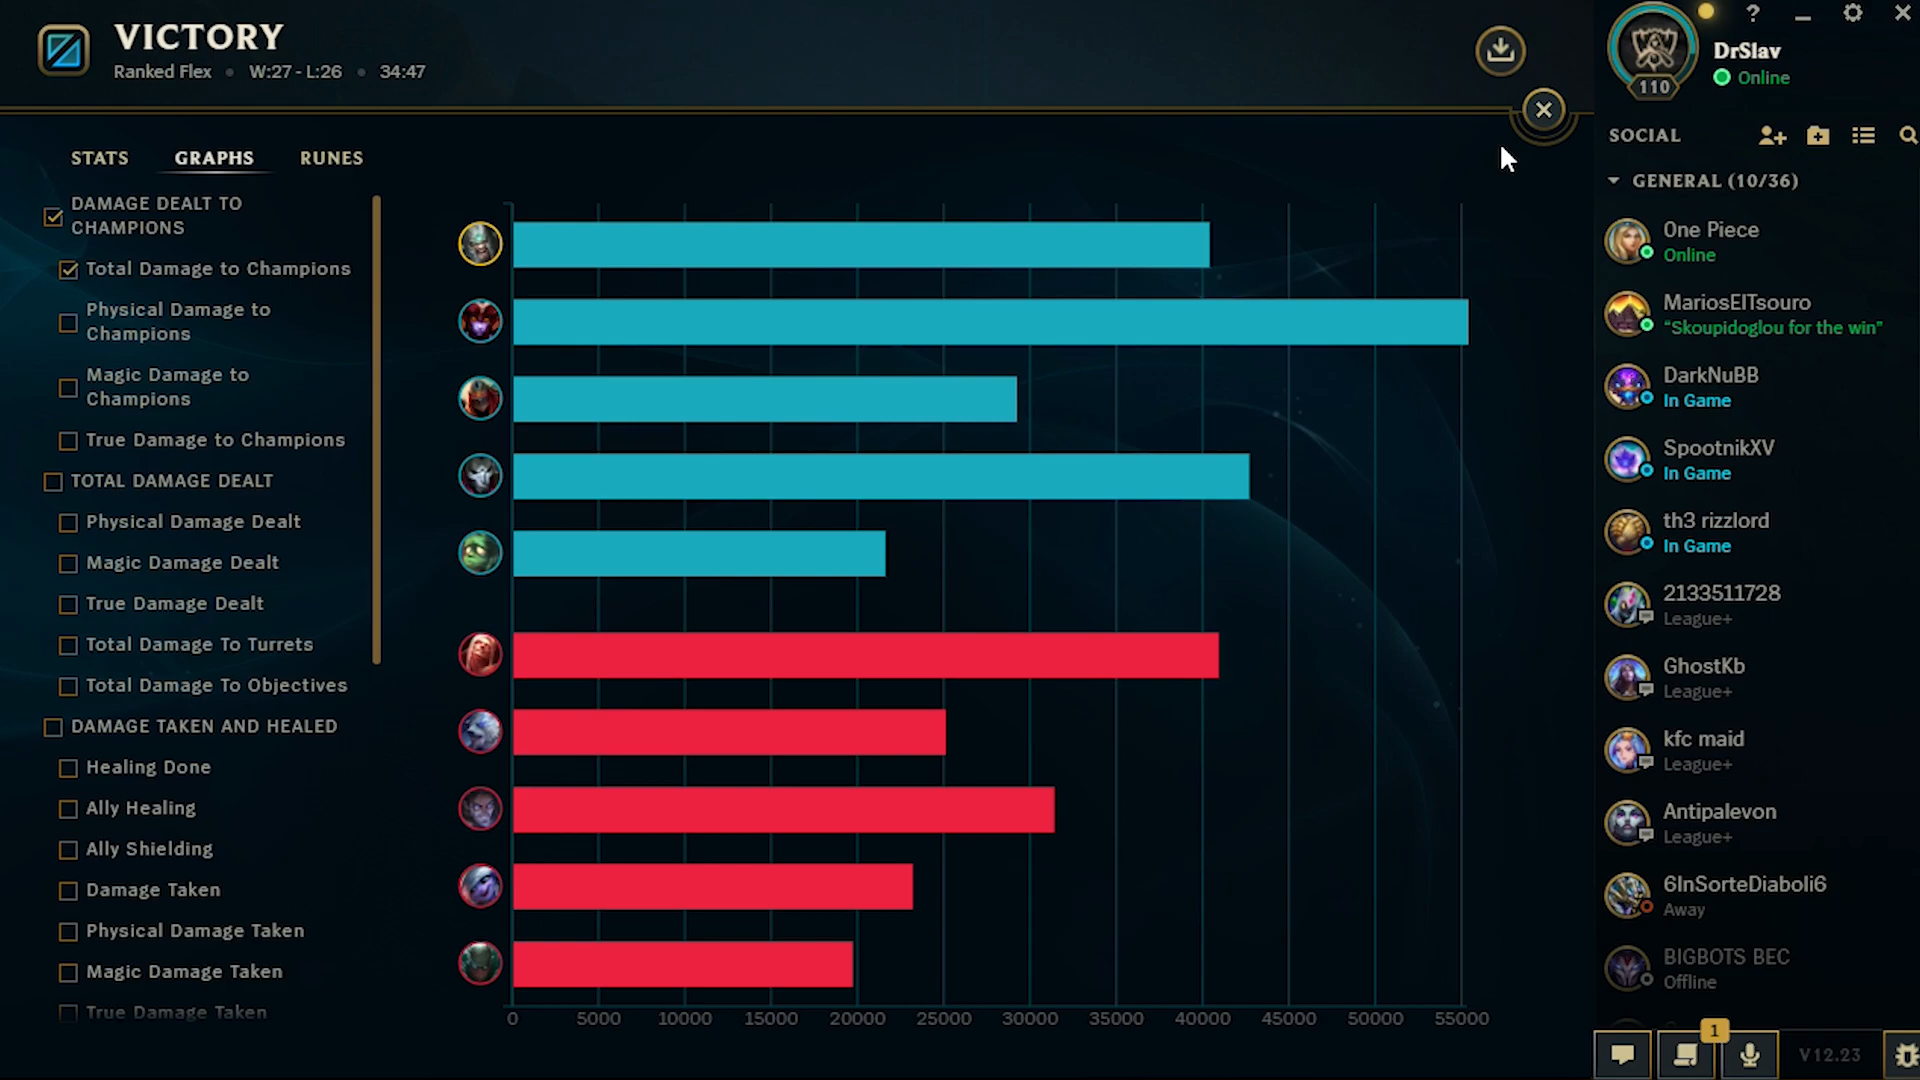 VICTORY
Ranked Flex • W:27 - L:26 • 34:47
STATS GRAPHS RUNES
DAMAGE DEALT TO
CHAMPIONS
Total Damage to Champions
Physical Damage to
Champions
Magic Damage to
Champions
True Damage to Champions
TOTAL DAMAGE DEALT
Physical Damage Dealt
Magic Damage Dealt
True Damage Dealt
Total Damage To Turrets
Total Damage To Objectives
DAMAGE TAKEN AND HEALED
Healing Done
Ally Healing
Ally Shielding
Damage Taken
Physical Damage Taken
Magic Damage Taken
True Damage Taken
0 5000 10000 15000 20000 25000 30000 35000 40000 45000 50000 55000
?
110
DrSlav
Online
SOCIAL
GENERAL (10/36)
One Piece
Online
MariosElTsouro
"Skoupidoglou for the win"
DarkNuBB
In Game
SpootnikXV
In Game
th3 rizzlord
In Game
2133511728
League+
GhostKb
League+
kfc maid
League+
Antipalevon
League+
6InSorteDiaboli6
Away
BIGBOTS BEC
Offline
1
V12.23